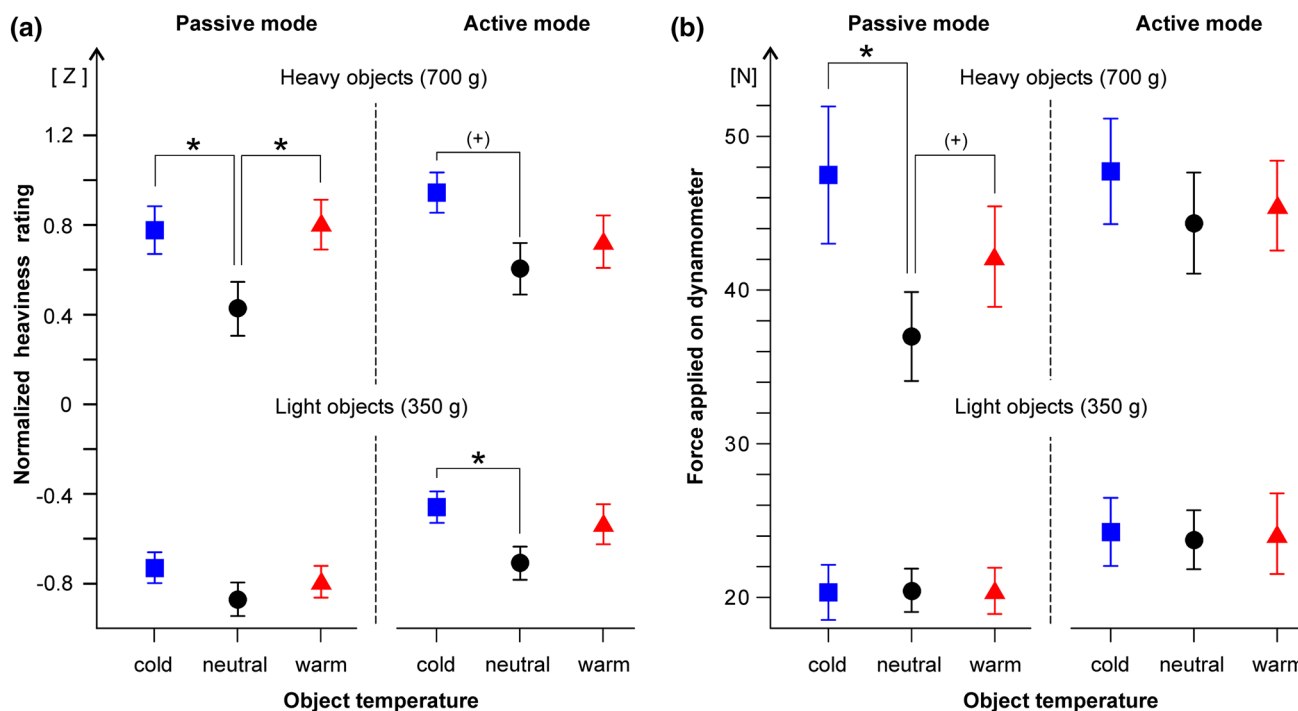 (a)
Passive mode
Active mode
[ Z ]
Heavy objects (700 g)
*
*
(+)
1.2
0.8
0.4
0
-0.4
-0.8
Normalized heaviness rating
Light objects (350 g)
*
cold
neutral
warm
cold
neutral
warm
Object temperature
(b)
Passive mode
Active mode
[N]
*
Heavy objects (700 g)
(+)
50
40
30
20
Force applied on dynamometer
Light objects (350 g)
cold
neutral
warm
cold
neutral
warm
Object temperature